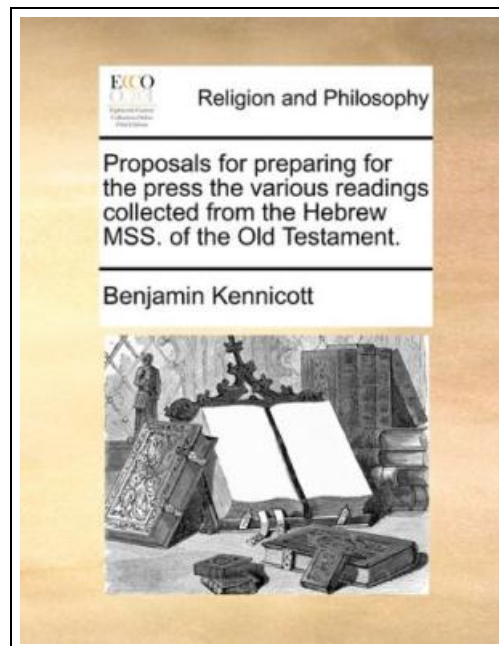 ECCO
Religion and Philosophy
Proposals for preparing for
the press the various readings
collected from the Hebrew
MSS. of the Old Testament.
Benjamin Kennicott